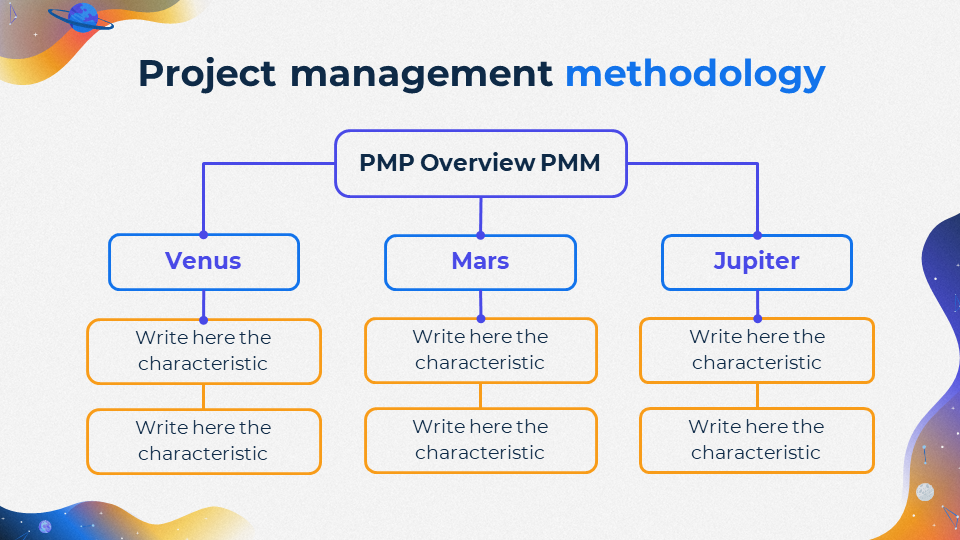 Project management methodology
PMP Overview PMM
Venus
Mars
Jupiter
Write here the
characteristic
Write here the
characteristic
Write here the
characteristic
Write here the
characteristic
Write here the
characteristic
Write here the
characteristic